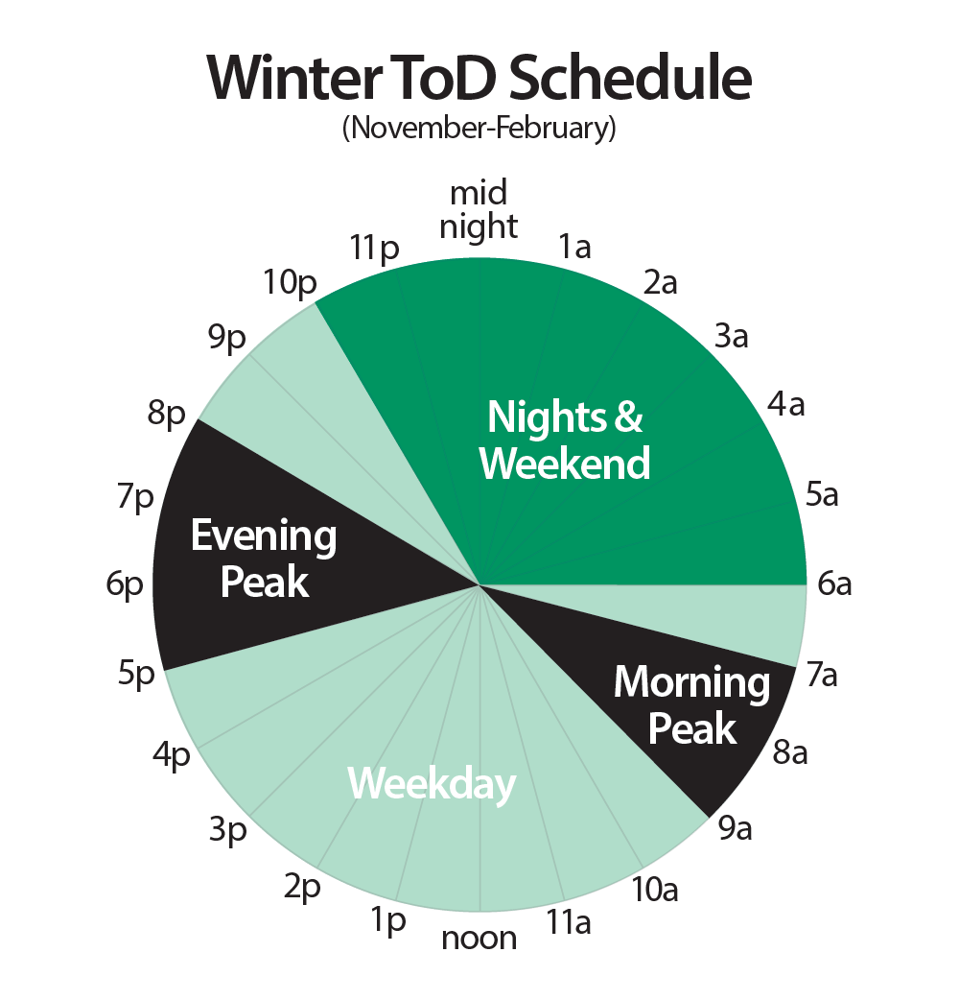 Winter ToD Schedule
(November-February)
mid
night
1a
2a
3a
4a
5a
6a
7a
8a
9a
10a
11a
noon
1p
2p
3p
4p
5p
6p
7p
8p
9p
10p
11p
Nights &
Weekend
Morning
Peak
Weekday
Evening
Peak